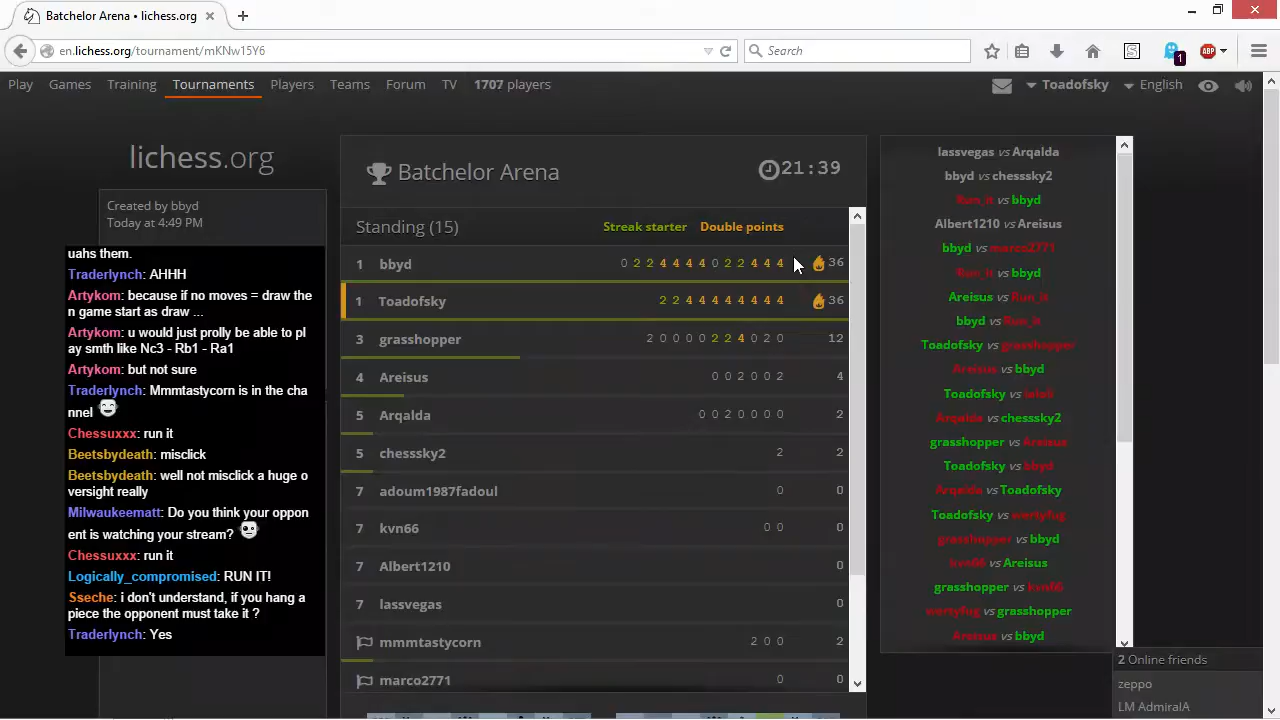 Batchelor Arena • lichess.org
en.lichess.org/tournament/mKNw15Y6
Search
1
ABP
S
Play Games Training Tournaments Players Teams Forum TV 1707 players
Toadofsky English
lichess.org
Created by bbyd
Today at 4:49 PM
uahs them.
Traderlynch: AHHH
Artykom: because if no moves = draw the
n game start as draw ...
Artykom: u would just prolly be able to pl
ay smth like Nc3 - Rb1 - Ra1
Artykom: but not sure
Traderlynch: Mmmtastycorn is in the cha
nnel
Chessuxxx: run it
Beetsbydeath: misclick
Beetsbydeath: well not misclick a huge o
versight really
Milwaukeematt: Do you think your oppon
ent is watching your stream?
Chessuxxx: run it
Logically_compromised: RUN IT!
Sseche: i don't understand, if you hang a
piece the opponent must take it ?
Traderlynch: Yes
Batchelor Arena 21:39
Standing (15) Streak starter Double points
1 bbyd 0 2 2 4 4 4 4 0 2 2 4 4 4 36
1 Toadofsky 2 2 4 4 4 4 4 4 4 4 36
3 grasshopper 2 0 0 0 0 2 2 4 0 2 0 12
4 Areisus 0 0 2 0 0 2 4
5 Arqalda 0 0 2 0 0 0 0 2
5 chesssky2 2 2
7 adoum1987fadoul 0 0
7 kvn66 0 0 0
7 Albert1210 0
7 lassvegas 0
mmmtastycorn 2 0 0 2
marco2771 0 0
lassvegas vs Arqalda
bbyd vs chesssky2
Run_it vs bbyd
Albert1210 vs Areisus
bbyd vs marco2771
Run_it vs bbyd
Areisus vs Run_it
bbyd vs Run_it
Toadofsky vs grasshopper
Areisus vs bbyd
Toadofsky vs
Arqalda vs chesssky2
grasshopper vs Areisus
Toadofsky vs bbyd
Arqalda vs Toadofsky
Toadofsky vs wertyfug
grasshopper vs bbyd
kvn66 vs Areisus
grasshopper vs kvn66
wertyfug vs grasshopper
Areisus vs bbyd
2 Online friends
zeppo
LM AdmiralA